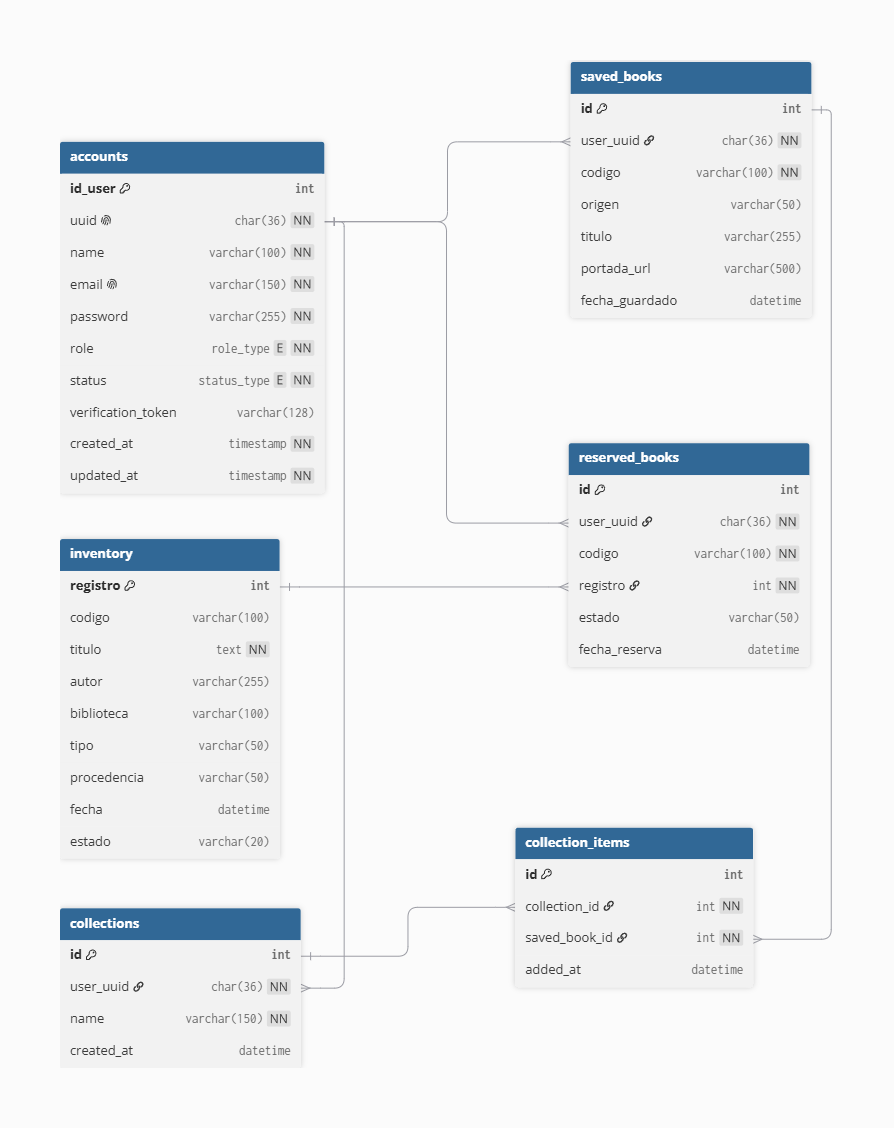 accounts
id_user int
uuid char(36) NN
name varchar(100) NN
email varchar(150) NN
password varchar(255) NN
role role_type E NN
status status_type E NN
verification_token varchar(128)
created_at timestamp NN
updated_at timestamp NN
inventory
registro int
codigo varchar(100)
titulo text NN
autor varchar(255)
biblioteca varchar(100)
tipo varchar(50)
procedencia varchar(50)
fecha datetime
estado varchar(20)
collections
id int
user_uuid char(36) NN
name varchar(150) NN
created_at datetime
saved_books
id int
user_uuid char(36) NN
codigo varchar(100) NN
origen varchar(50)
titulo varchar(255)
portada_url varchar(500)
fecha_guardado datetime
reserved_books
id int
user_uuid char(36) NN
codigo varchar(100) NN
registro int NN
estado varchar(50)
fecha_reserva datetime
collection_items
id int
collection_id int NN
saved_book_id int NN
added_at datetime